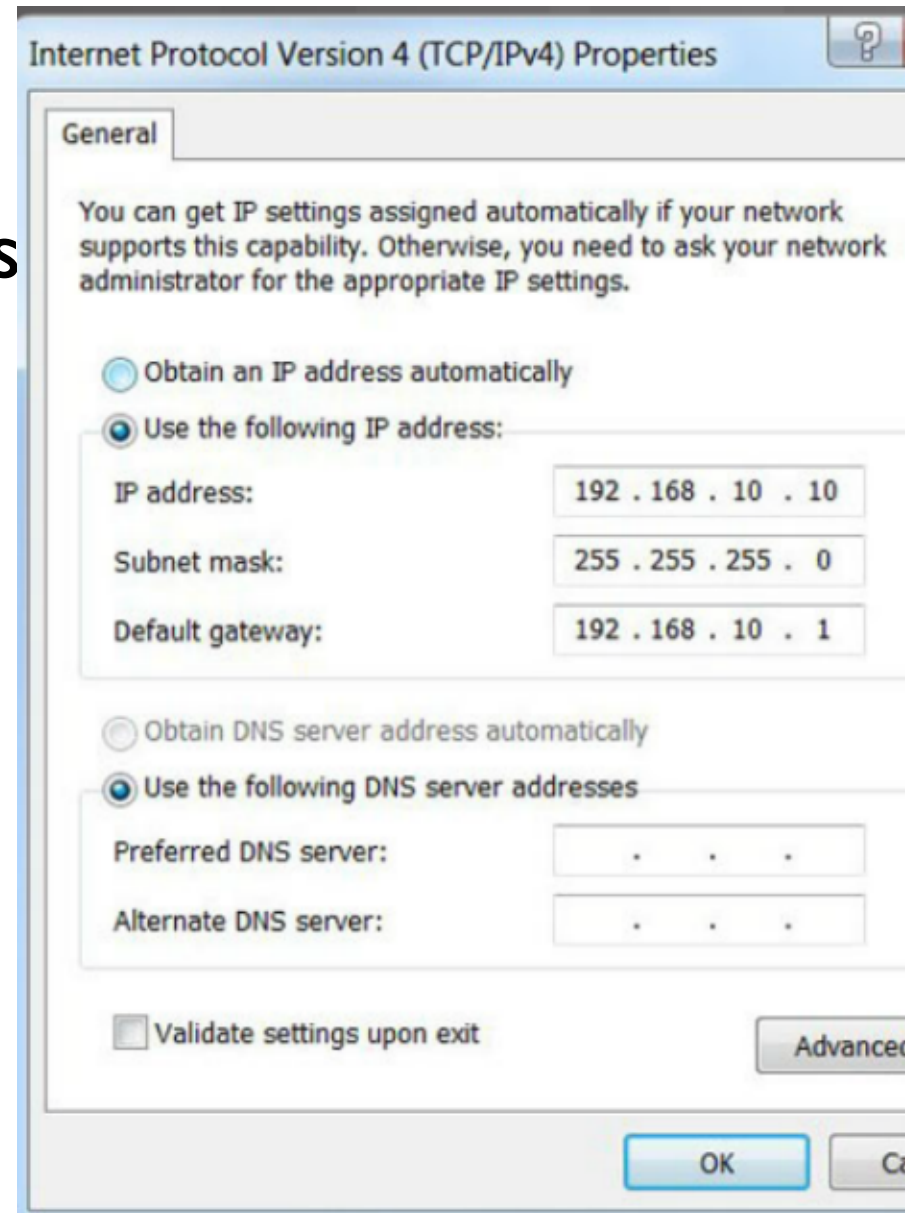 Internet Protocol Version 4 (TCP/IPv4) Properties
?
General
You can get IP settings assigned automatically if your network
s
supports this capability. Otherwise, you need to ask your network
administrator for the appropriate IP settings.
Obtain an IP address automatically
Use the following IP address:
IP address: 192 . 168 . 10 . 10
Subnet mask: 255 . 255 . 255 . 0
Default gateway: 192 . 168 . 10 . 1
Obtain DNS server address automatically
Use the following DNS server addresses
Preferred DNS server: . . .
Alternate DNS server: . . .
Validate settings upon exit
Advanced
OK
Ca